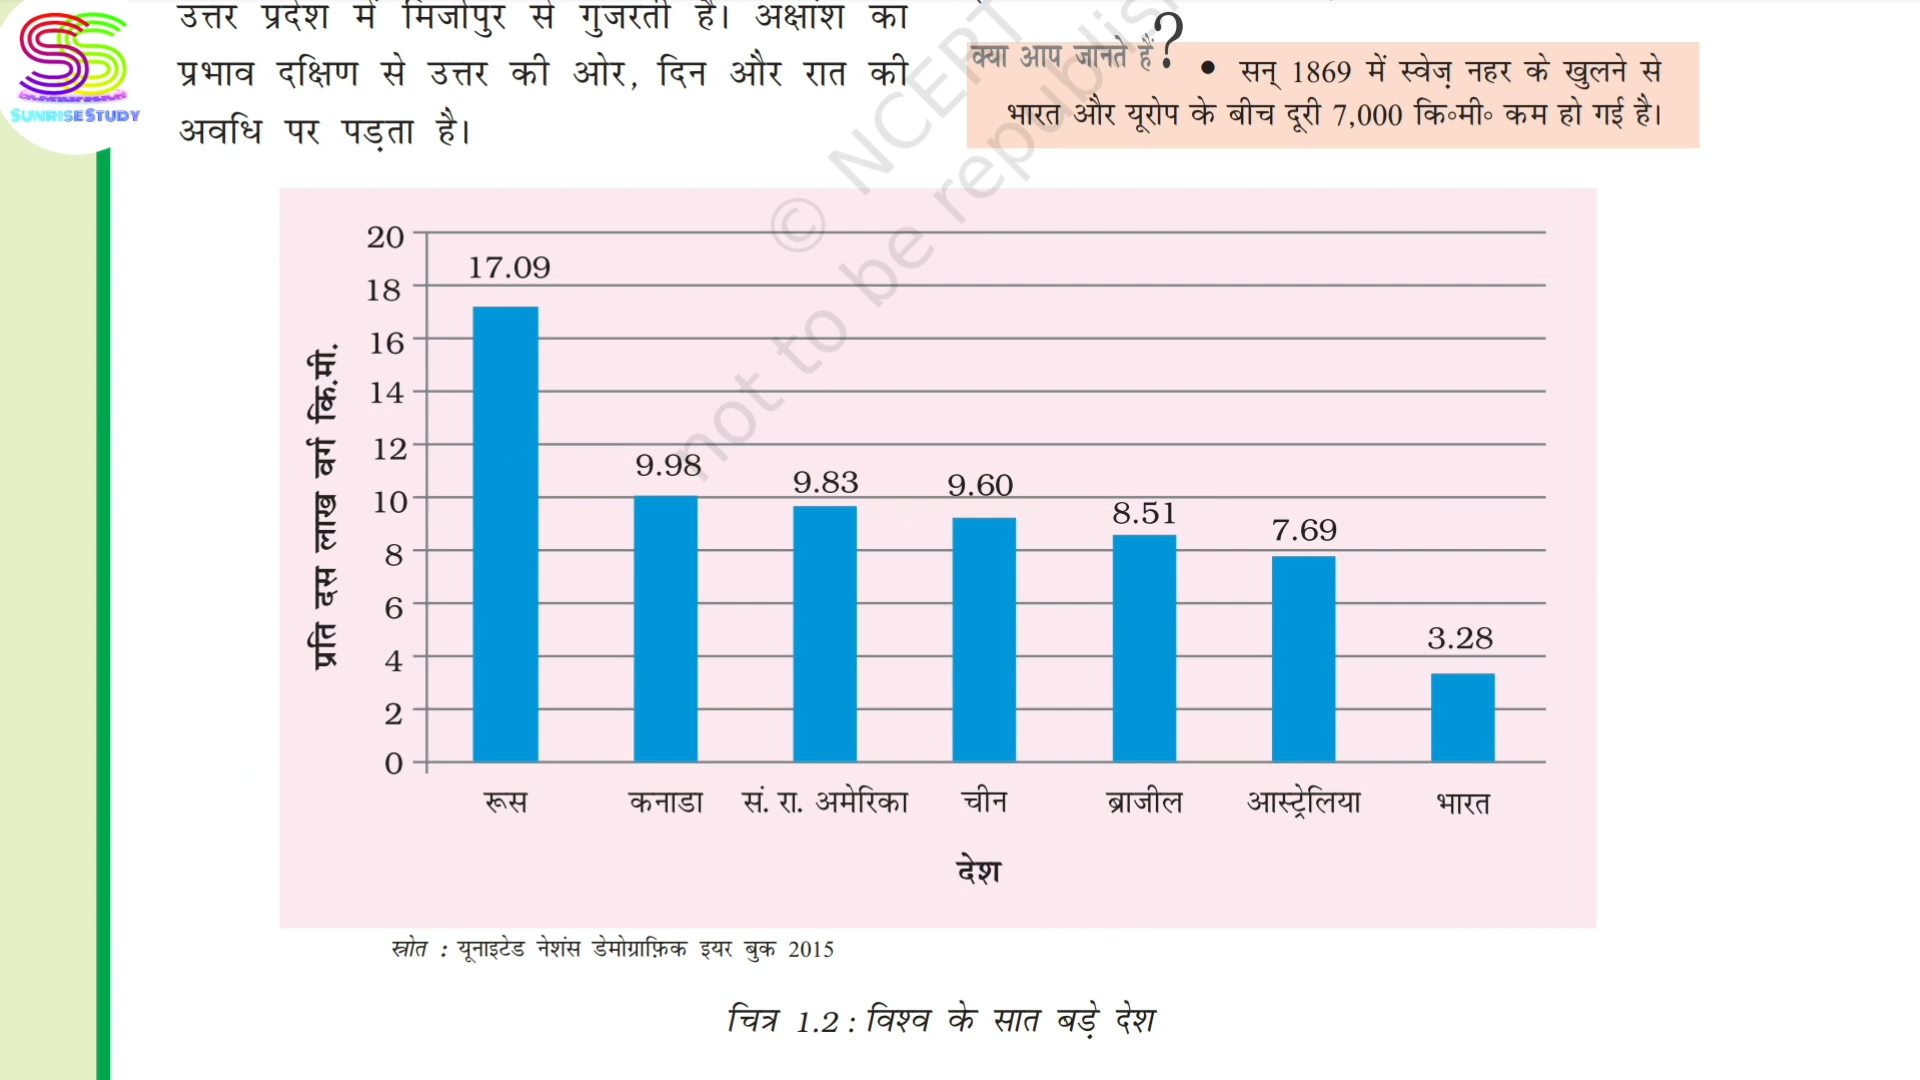 उत्तर प्रदेश में मिर्जापुर से गुजरती है। अक्षांश का
प्रभाव दक्षिण से उत्तर की ओर, दिन और रात की
अवधि पर पड़ता है।
SUNRISE STUDY
क्या आप जानते हैं?
• सन् 1869 में स्वेज़ नहर के खुलने से
भारत और यूरोप के बीच दूरी 7,000 कि॰मी॰ कम हो गई है।
© NCERT
not to be republish
प्रति दस लाख वर्ग कि.मी.
20
18
16
14
12
10
8
6
4
2
0
17.09
9.98
9.83
9.60
8.51
7.69
3.28
रूस
कनाडा
सं. रा. अमेरिका
चीन
ब्राजील
आस्ट्रेलिया
भारत
देश
स्रोत : यूनाइटेड नेशंस डेमोग्राफ़िक इयर बुक 2015
चित्र 1.2 : विश्व के सात बड़े देश